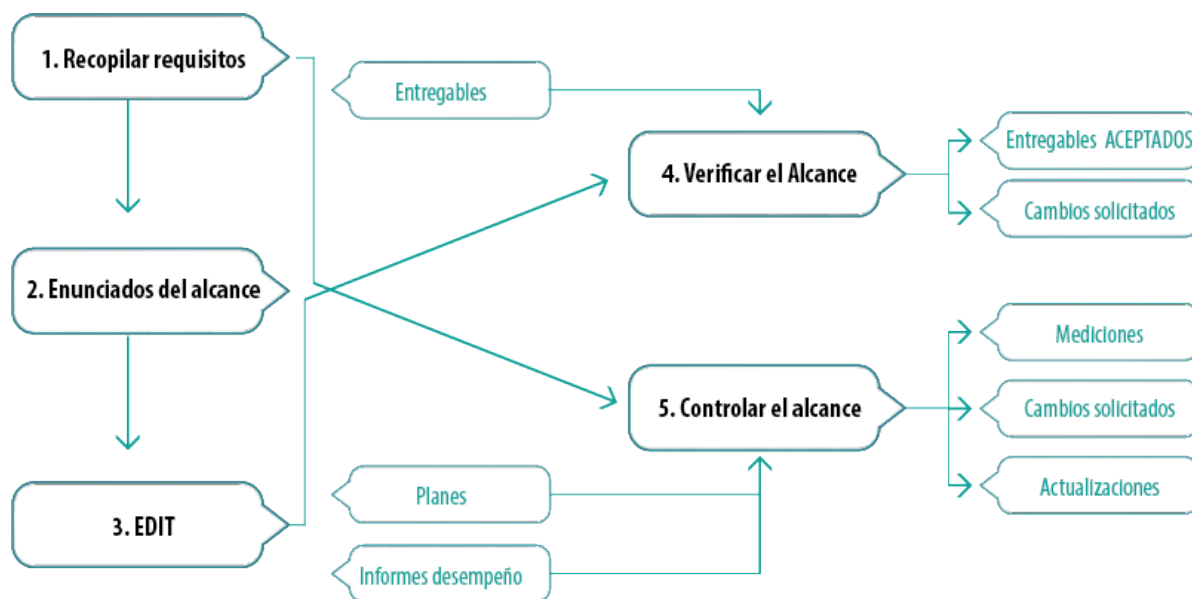 1. Recopilar requisitos
2. Enunciados del alcance
3. EDIT
Entregables
4. Verificar el Alcance
Entregables ACEPTADOS
Cambios solicitados
5. Controlar el alcance
Planes
Informes desempeño
Mediciones
Cambios solicitados
Actualizaciones